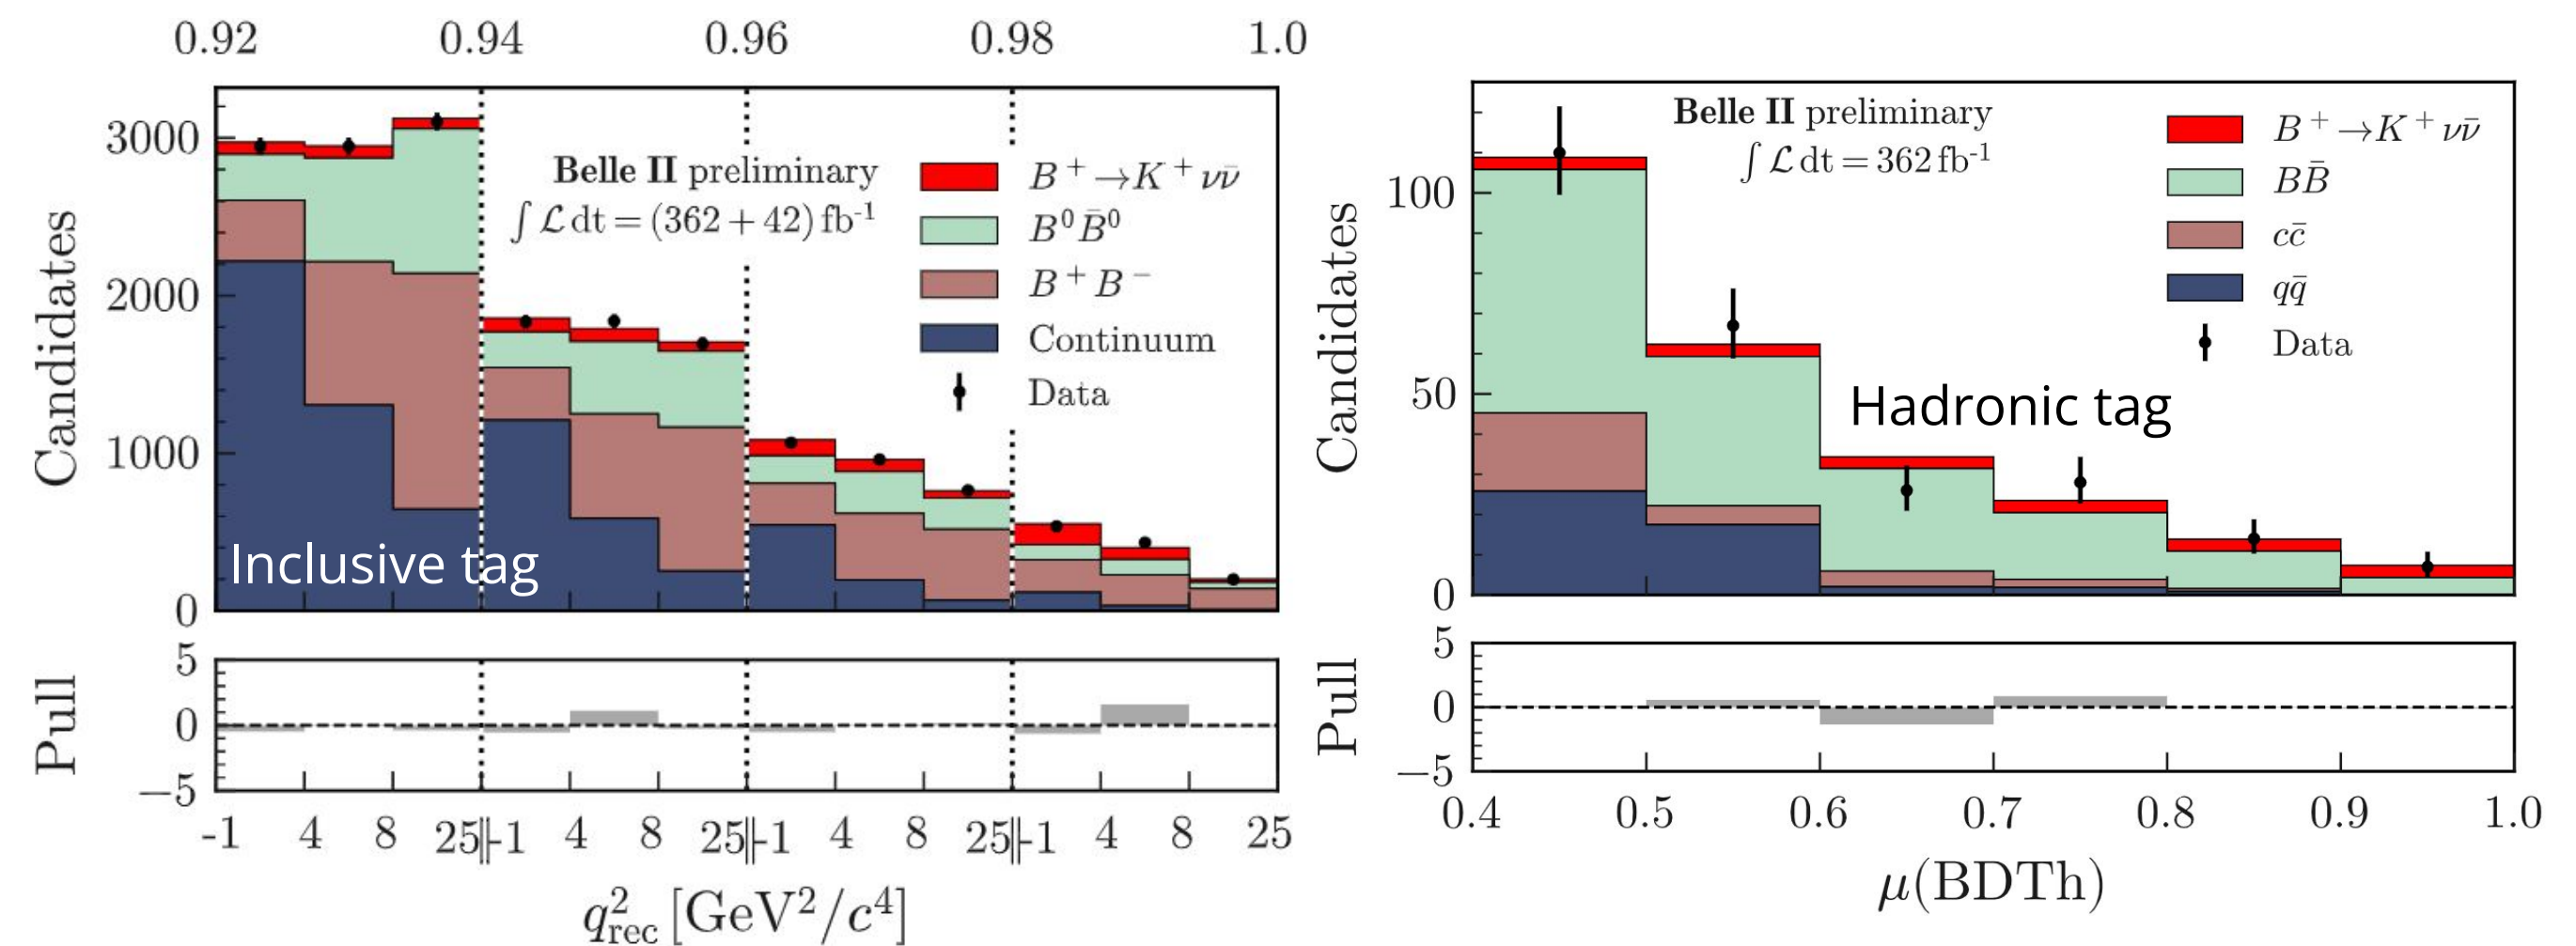 0.92 0.94 0.96 0.98 1.0
Candidates
3000
2000
1000
0
Belle II preliminary
∫ ℒ dt = (362 + 42) fb⁻¹
B⁺→K⁺νν̄
B⁰B̄⁰
B⁺B⁻
Continuum
Data
Inclusive tag
Pull
5
0
−5
-1 4 8 25||-1 4 8 25||-1 4 8 25||-1 4 8 25
q²rec [GeV²/c⁴]
Candidates
100
50
0
Belle II preliminary
∫ ℒ dt = 362 fb⁻¹
B⁺→K⁺νν̄
BB̄
cc̄
qq̄
Data
Hadronic tag
Pull
5
0
−5
0.4 0.5 0.6 0.7 0.8 0.9 1.0
μ(BDTh)